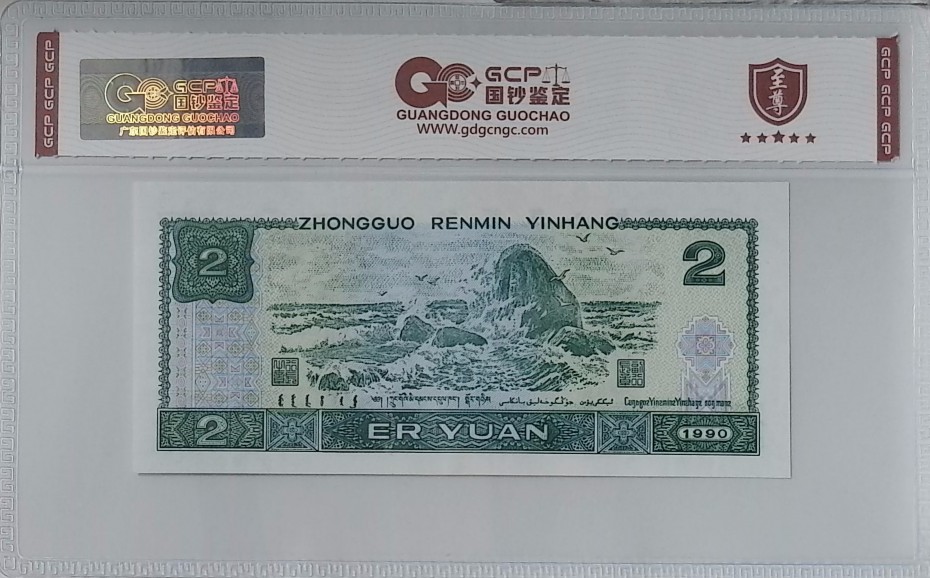 GCP GCP GCP
GCP
国钞鉴定
GUANGDONG GUOCHAO
广东国钞鉴定评估有限公司
GCP
国钞鉴定
GUANGDONG GUOCHAO
WWW.gdgcngc.com
至尊
GCP GCP GCP
ZHONGGUO RENMIN YINHANG
2
2
2
ER YUAN
1990